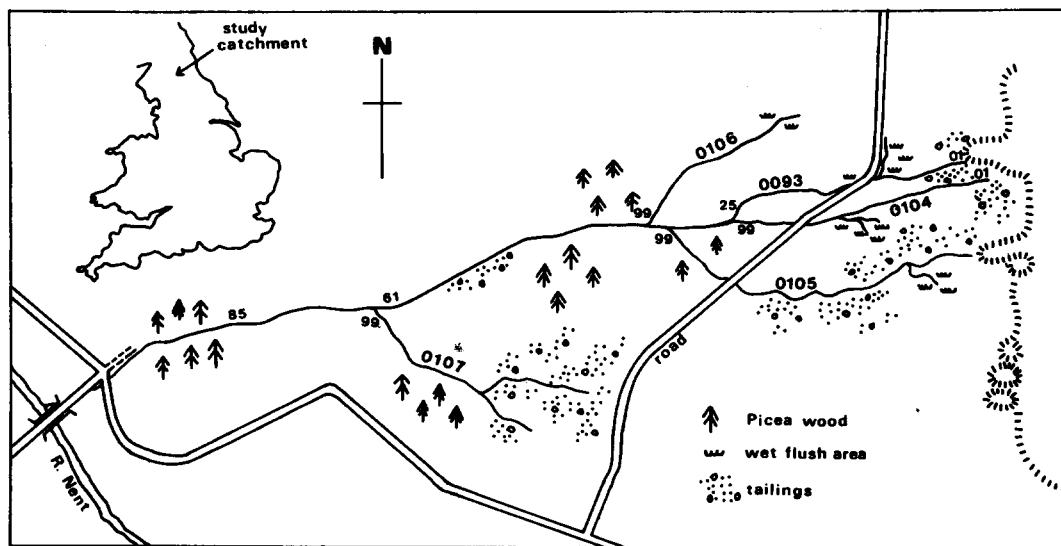 study
catchment
N
0106
0093
01
01
0104
25
99
99
99
0105
61
85
99
0107
road
R. Nent
Picea wood
wet flush area
tailings